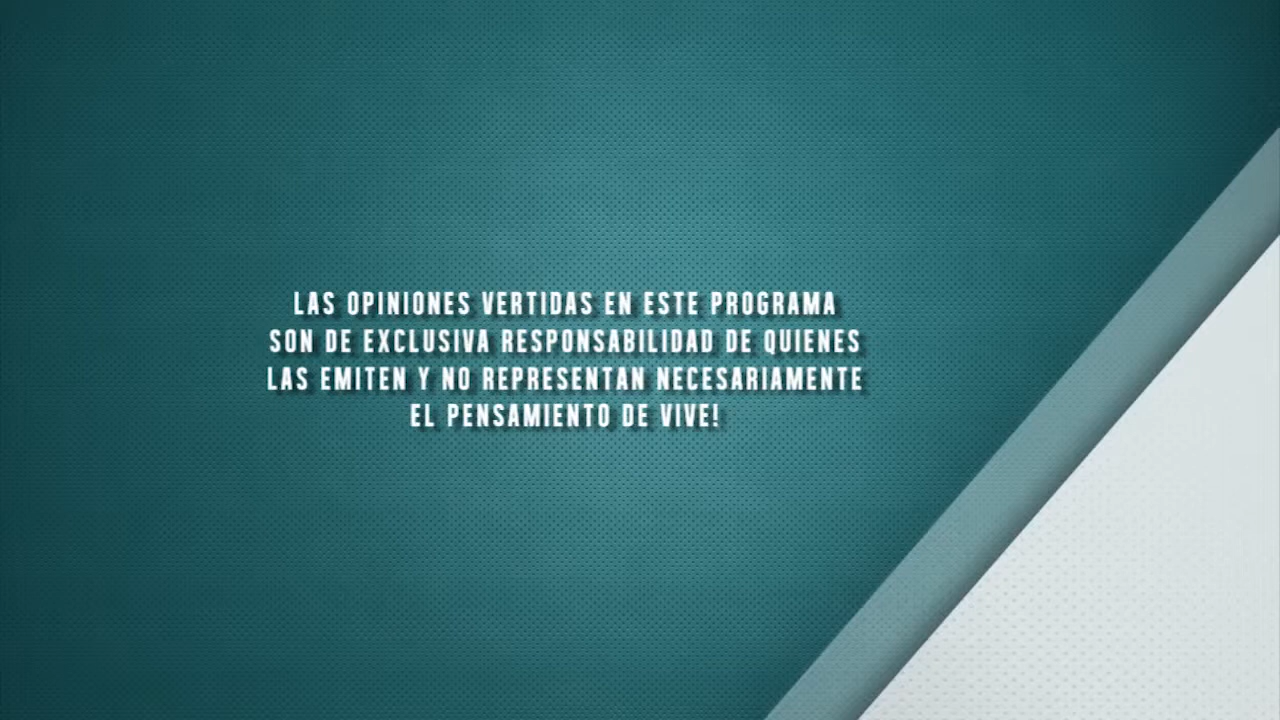 LAS OPINIONES VERTIDAS EN ESTE PROGRAMA
SON DE EXCLUSIVA RESPONSABILIDAD DE QUIENES
LAS EMITEN Y NO REPRESENTAN NECESARIAMENTE
EL PENSAMIENTO DE VIVE!